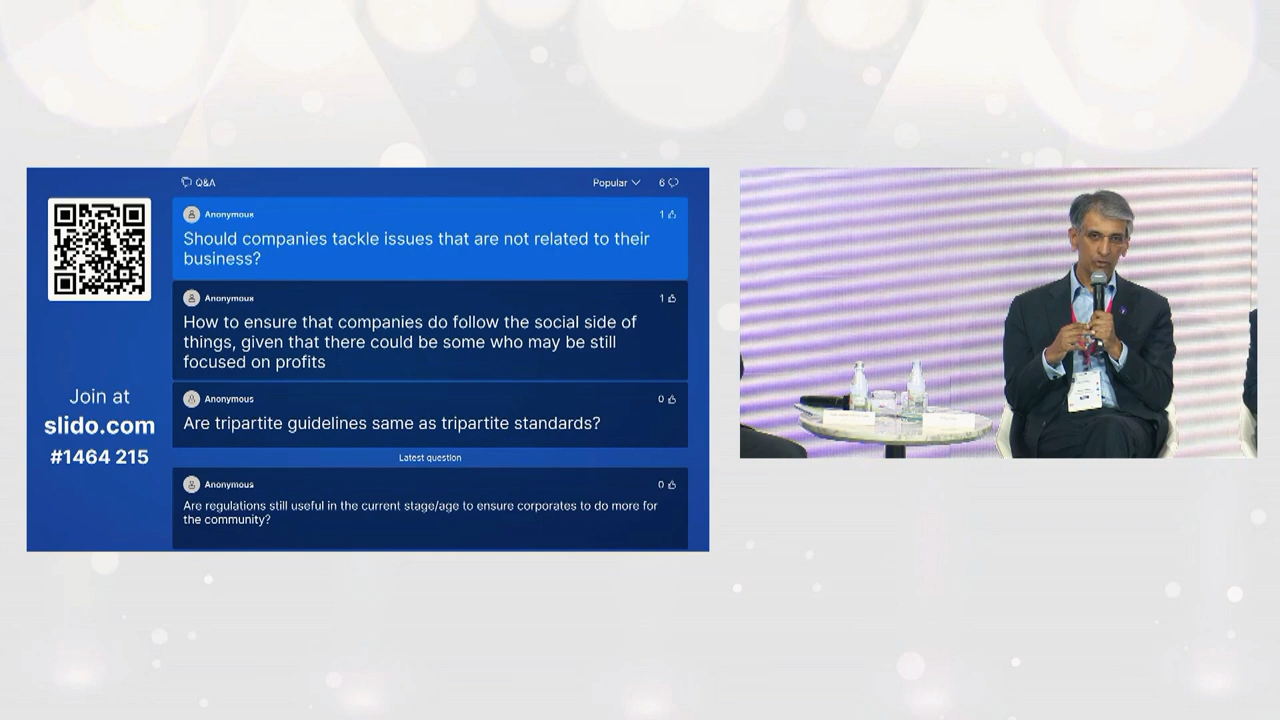 Q&A
Popular
6
Anonymous
1
Should companies tackle issues that are not related to their
business?
Anonymous
1
How to ensure that companies do follow the social side of
things, given that there could be some who may be still
focused on profits
Anonymous
0
Are tripartite guidelines same as tripartite standards?
Latest question
Anonymous
0
Are regulations still useful in the current stage/age to ensure corporates to do more for
the community?
Join at
slido.com
#1464 215